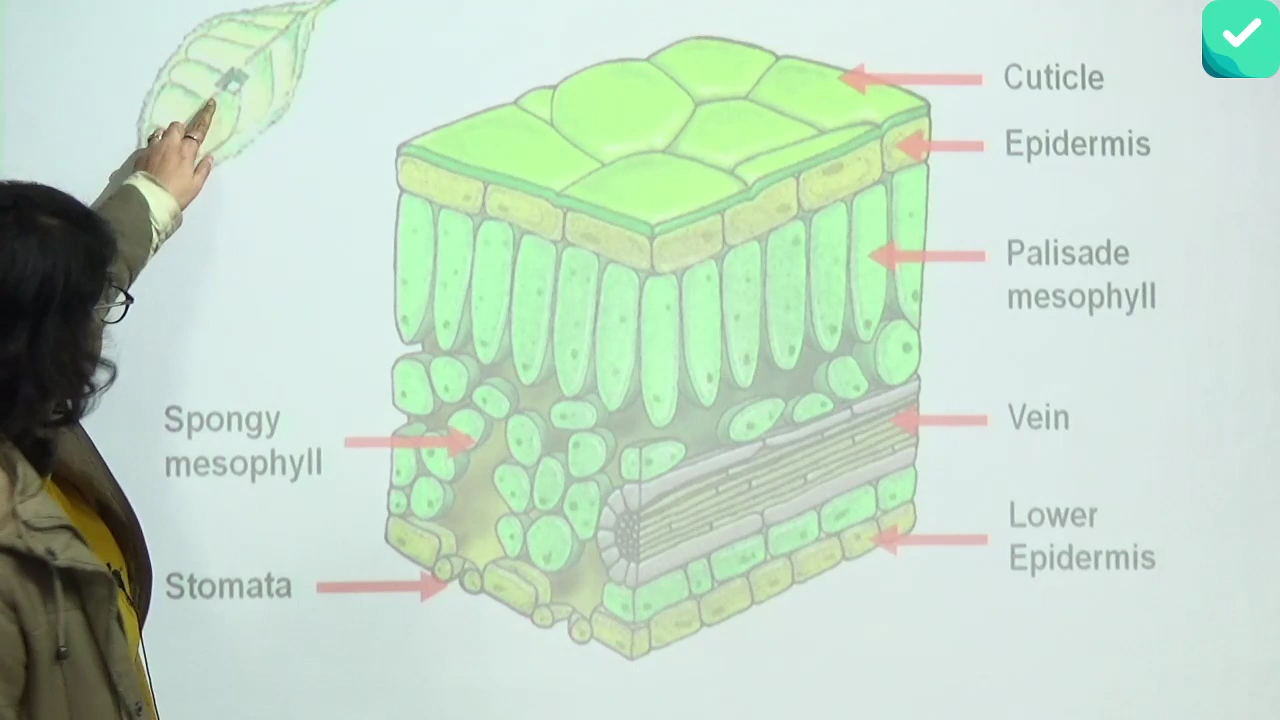 Cuticle
Epidermis
Palisade
mesophyll
Vein
Lower
Epidermis
Spongy
mesophyll
Stomata